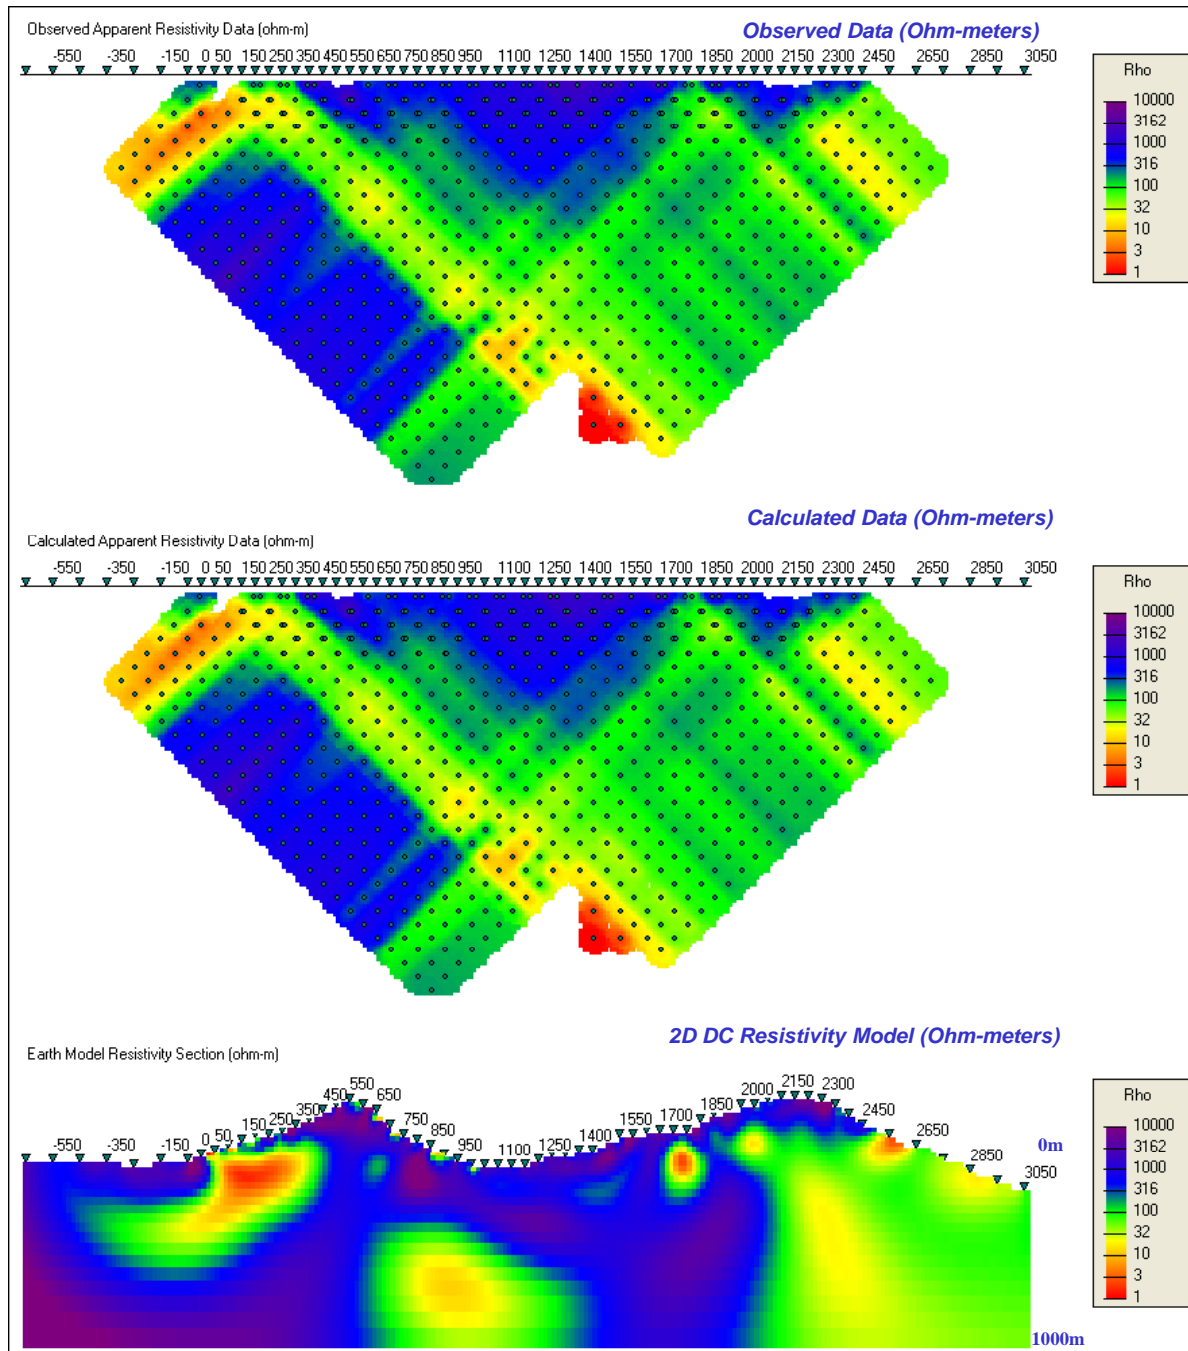 Observed Apparent Resistivity Data (ohm-m)
Observed Data (Ohm-meters)
-550 -350 -150 0 50 150 250 350 450 550 650 750 850 950 1100 1250 1400 1550 1700 1850 2000 2150 2300 2450 2650 2850 3050
Rho
10000
3162
1000
316
100
32
10
3
1
Calculated Data (Ohm-meters)
Calculated Apparent Resistivity Data (ohm-m)
-550 -350 -150 0 50 150 250 350 450 550 650 750 850 950 1100 1250 1400 1550 1700 1850 2000 2150 2300 2450 2650 2850 3050
Rho
10000
3162
1000
316
100
32
10
3
1
2D DC Resistivity Model (Ohm-meters)
Earth Model Resistivity Section (ohm-m)
-550 -350 -150 0 50 150 250 350 450 550 650 750 850 950 1100 1250 1400 1550 1700 1850 2000 2150 2300 2450 2650 2850 3050
0m
1000m
Rho
10000
3162
1000
316
100
32
10
3
1